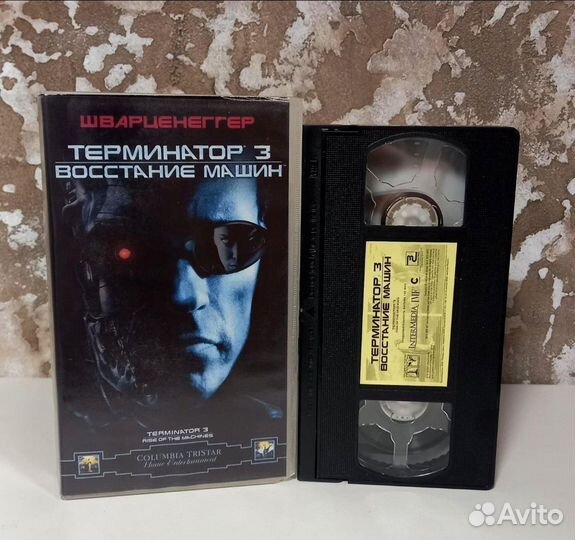 ШВАРЦЕНЕГГЕР
ТЕРМИНАТОР 3
ВОССТАНИЕ МАШИН
TERMINATOR 3
RISE OF THE MACHINES
COLUMBIA TRISTAR
Home Entertainment
ТЕРМИНАТОР 3
ВОССТАНИЕ МАШИН
INTERMEDIA IMF C
Avito